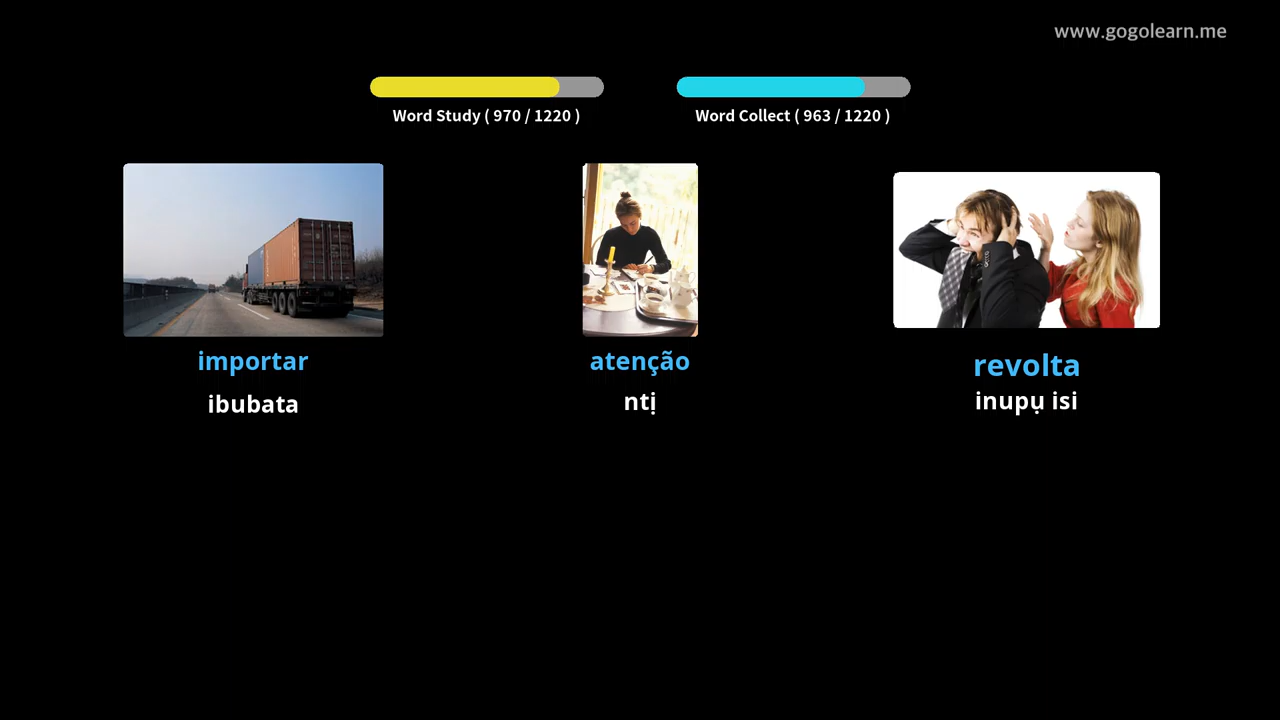 www.gogolearn.me
Word Study ( 970 / 1220 )
Word Collect ( 963 / 1220 )
importar
ibubata
atenção
ntị
revolta
inupụ isi